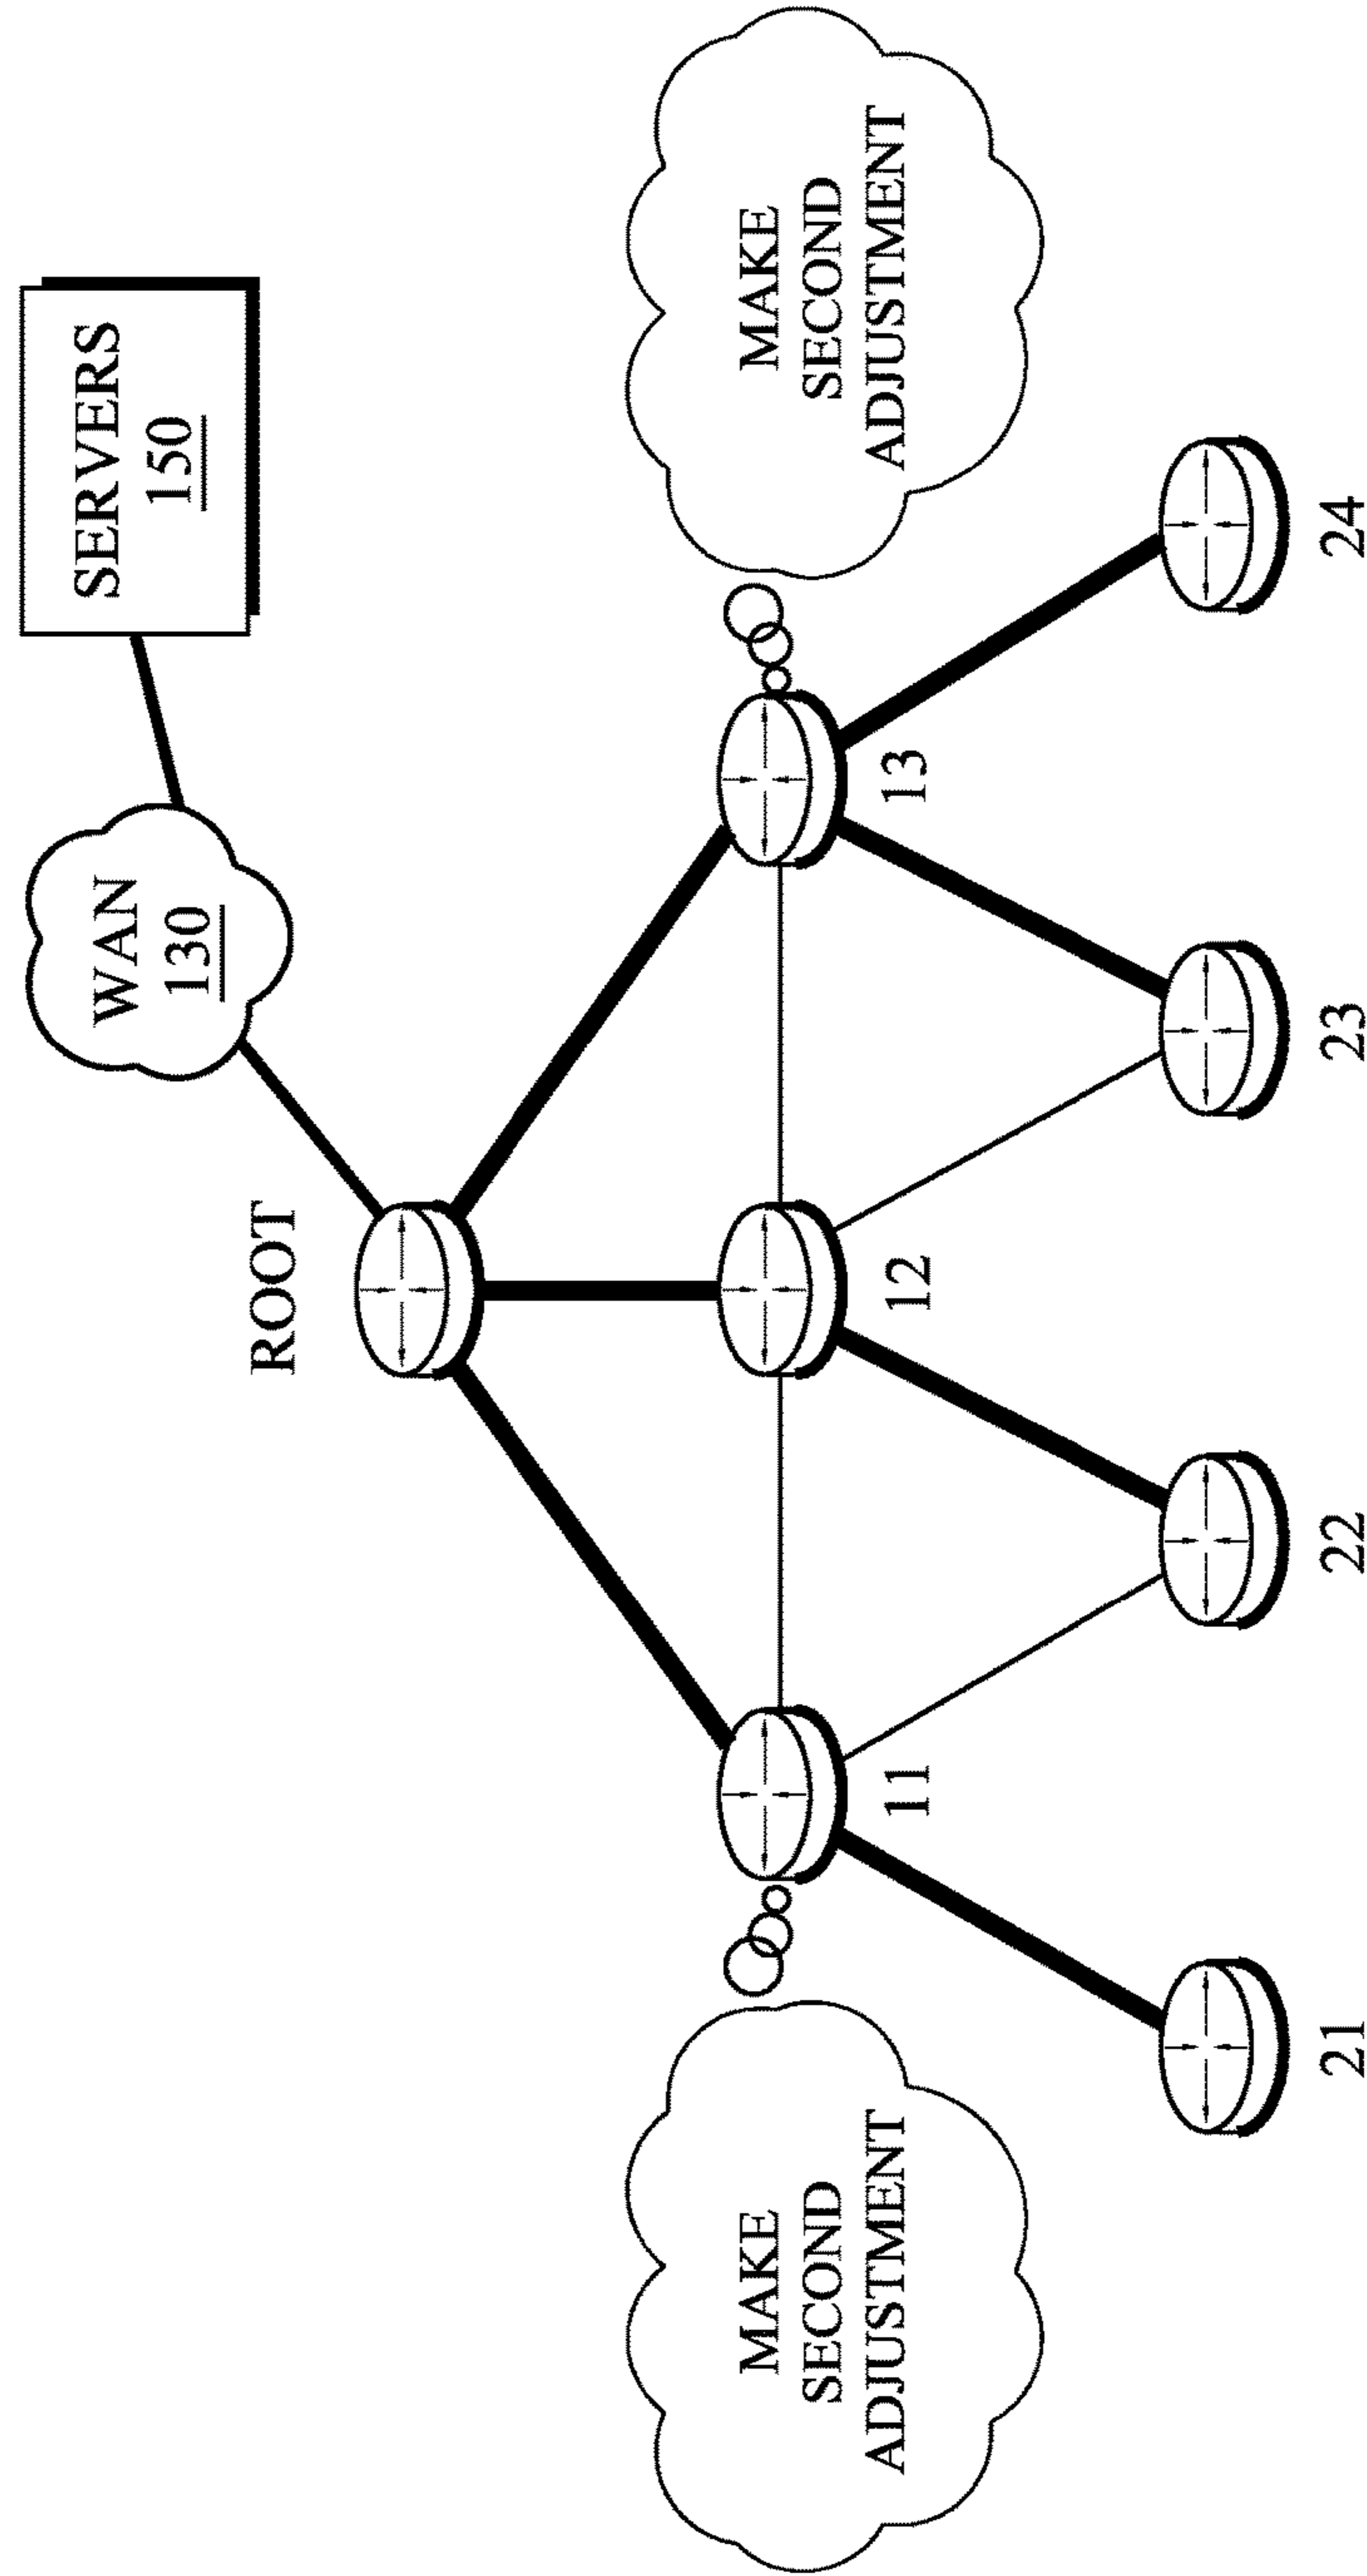 SERVERS
150
WAN
130
ROOT
MAKE
SECOND
ADJUSTMENT
MAKE
SECOND
ADJUSTMENT
11
12
13
21
22
23
24